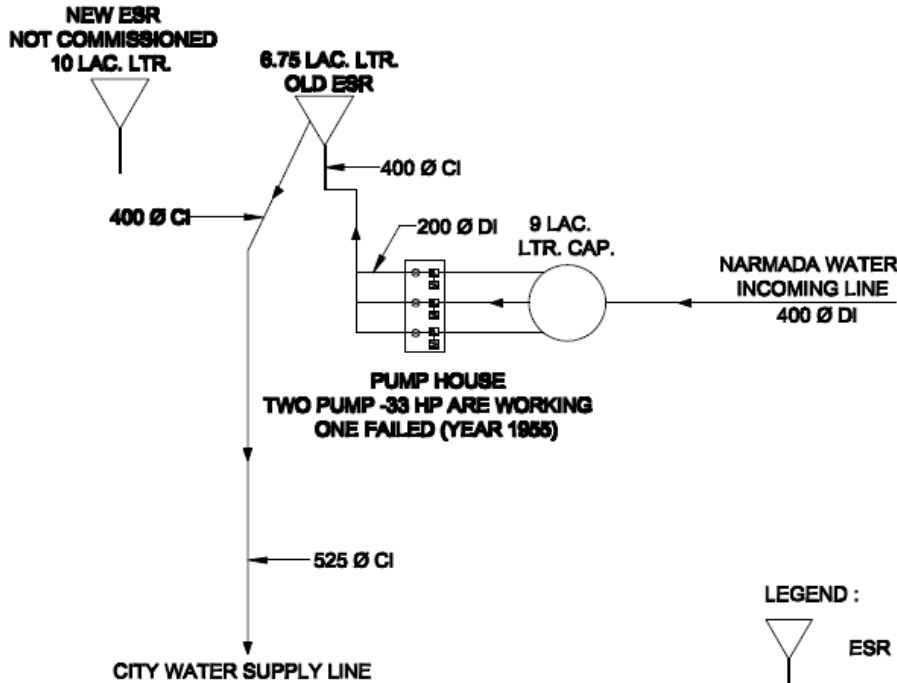 NEW ESR
NOT COMMISSIONED
10 LAC. LTR.
6.75 LAC. LTR.
OLD ESR
400 Ø CI
400 Ø CI
200 Ø DI
9 LAC.
LTR. CAP.
NARMADA WATER
INCOMING LINE
400 Ø DI
PUMP HOUSE
TWO PUMP -33 HP ARE WORKING
ONE FAILED (YEAR 1955)
525 Ø CI
CITY WATER SUPPLY LINE
LEGEND :
ESR